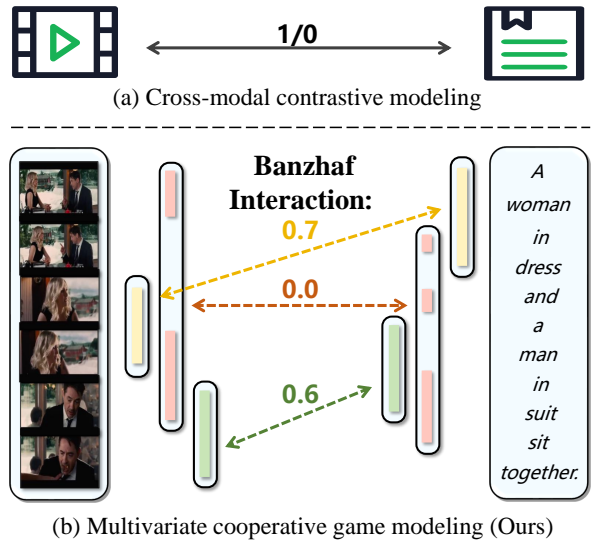 1/0
(a) Cross-modal contrastive modeling
Banzhaf
Interaction:
0.7
0.0
0.6
A
woman
in
dress
and
a
man
in
suit
sit
together.
(b) Multivariate cooperative game modeling (Ours)